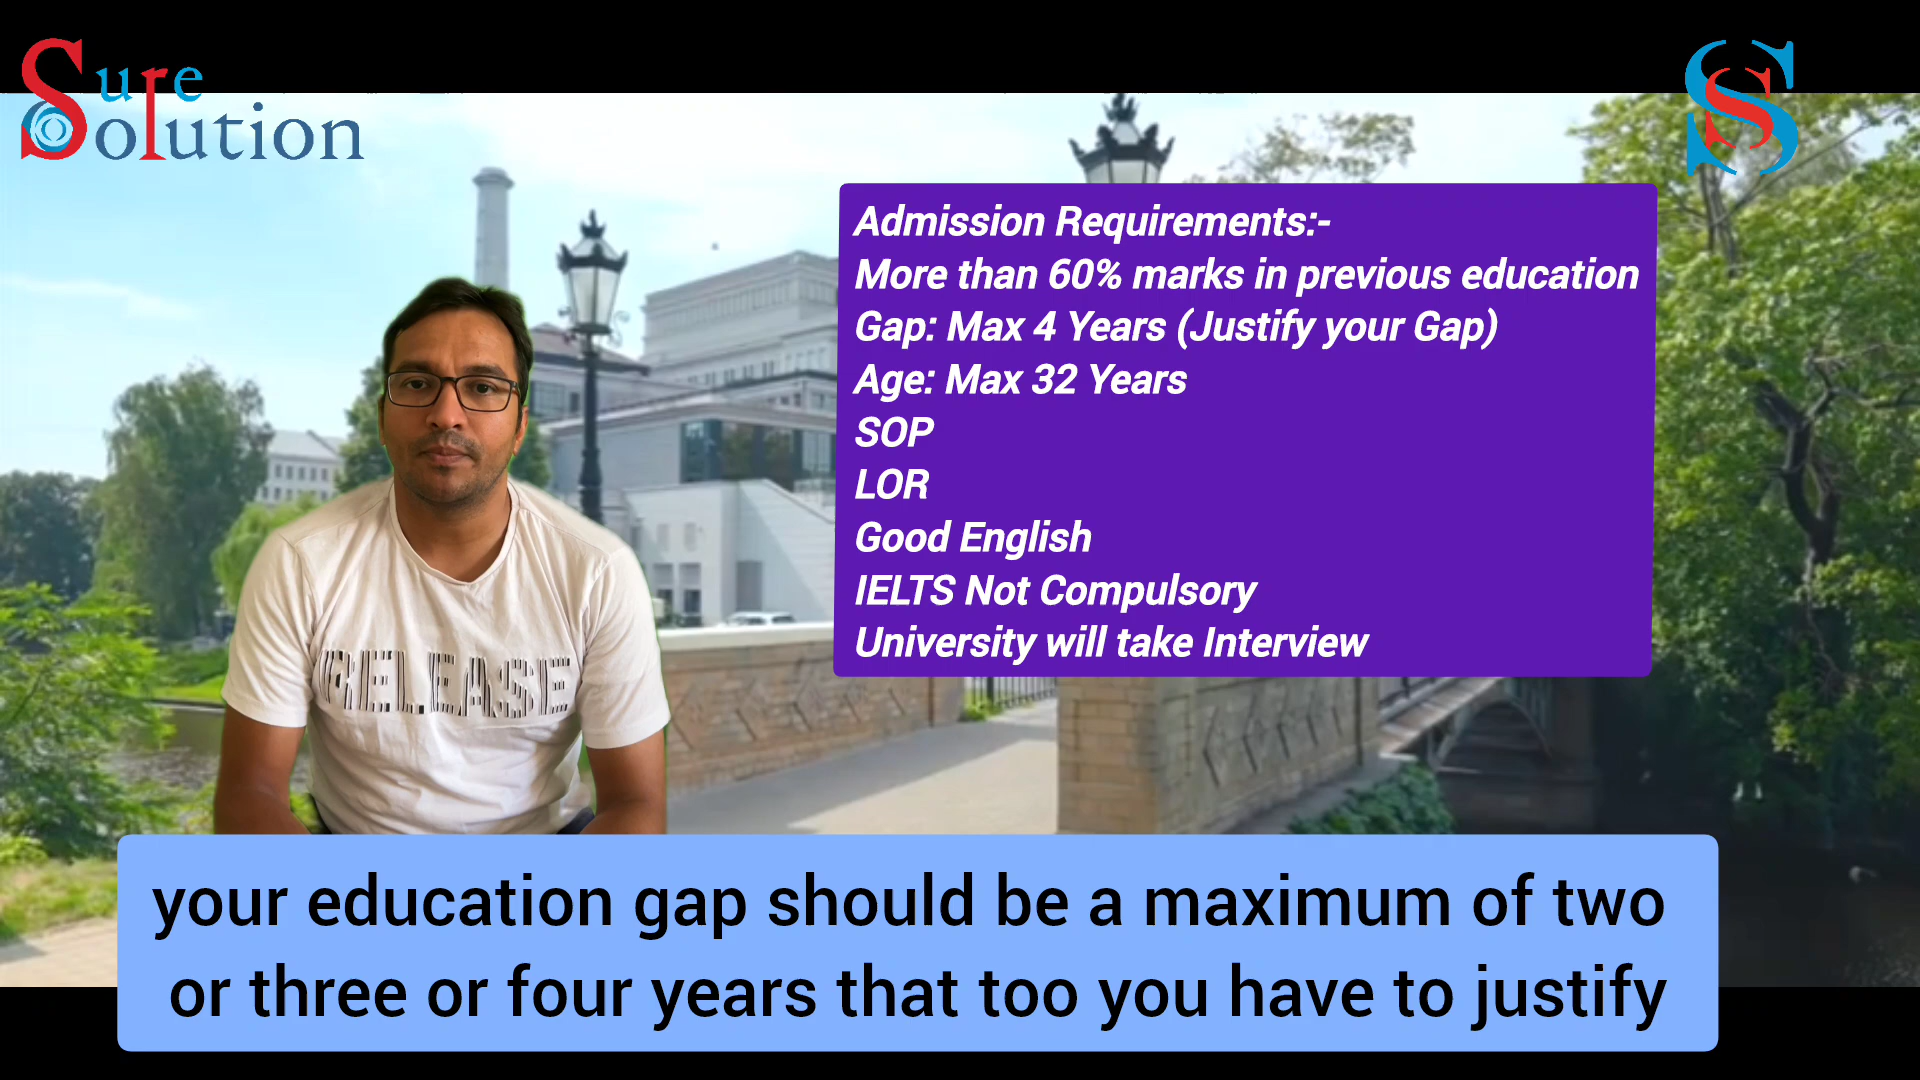 Sure
Solution
SS
Admission Requirements:-
More than 60% marks in previous education
Gap: Max 4 Years (Justify your Gap)
Age: Max 32 Years
SOP
LOR
Good English
IELTS Not Compulsory
University will take Interview
RELEASE
your education gap should be a maximum of two
or three or four years that too you have to justify